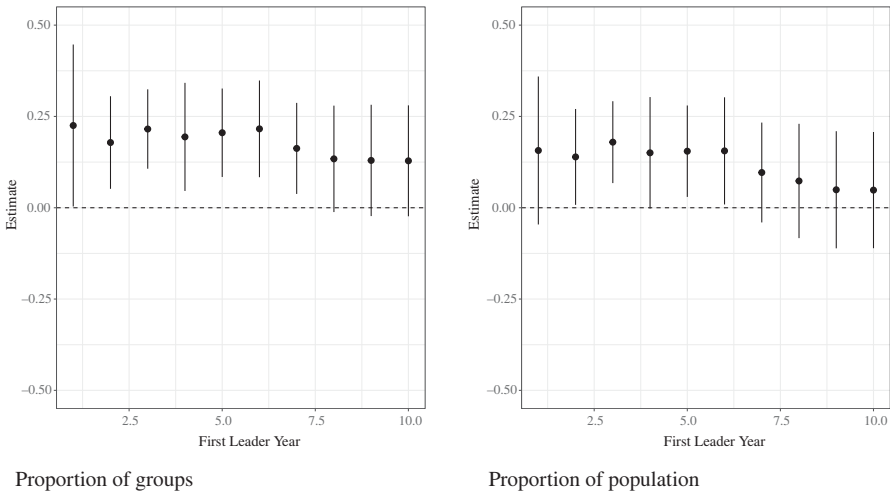 0.50
0.25
0.00
−0.25
−0.50
Estimate
2.5 5.0 7.5 10.0
First Leader Year
Proportion of groups
0.50
0.25
0.00
−0.25
−0.50
Estimate
2.5 5.0 7.5 10.0
First Leader Year
Proportion of population